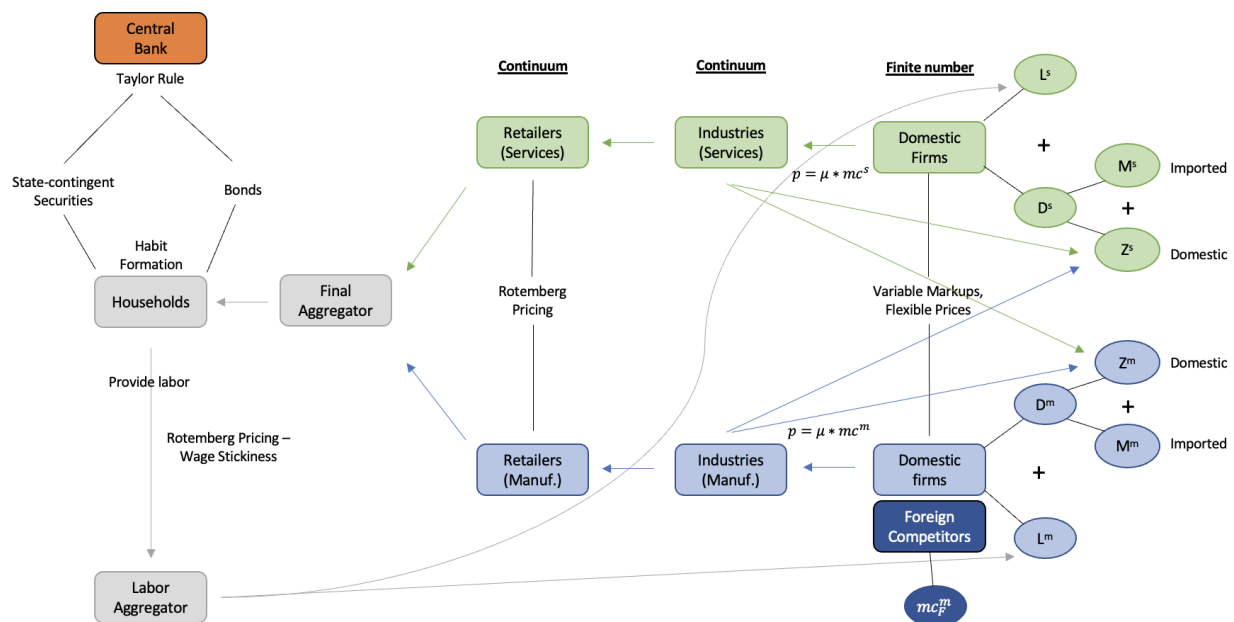 Central
Bank
Taylor Rule
State-contingent
Securities
Bonds
Habit
Formation
Households
Final
Aggregator
Provide labor
Rotemberg Pricing –
Wage Stickiness
Labor
Aggregator
Continuum
Retailers
(Services)
Rotemberg
Pricing
Retailers
(Manuf.)
Continuum
Industries
(Services)
Industries
(Manuf.)
Finite number
Domestic
Firms
p = μ * mcˢ
Variable Markups,
Flexible Prices
p = μ * mcᵐ
Domestic
firms
Foreign
Competitors
mc_F^m
Lˢ
+
Mˢ
Imported
Dˢ
+
Zˢ
Domestic
Zᵐ
Domestic
Dᵐ
+
Mᵐ
Imported
+
Lᵐ